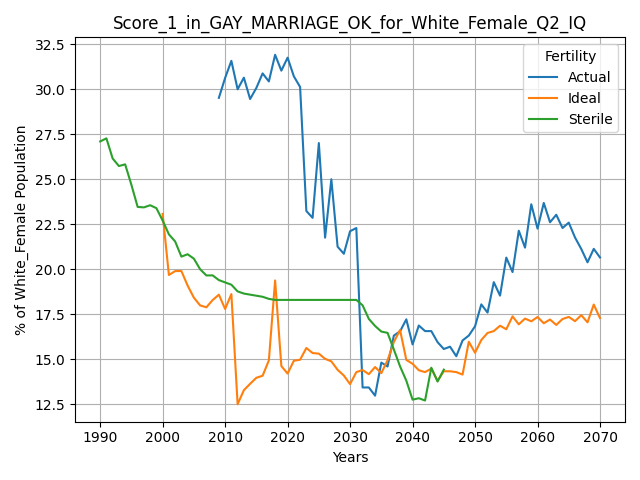 Score_1_in_GAY_MARRIAGE_OK_for_White_Female_Q2_IQ
Fertility
Actual
Ideal
Sterile
% of White_Female Population
32.5
30.0
27.5
25.0
22.5
20.0
17.5
15.0
12.5
1990 2000 2010 2020 2030 2040 2050 2060 2070
Years